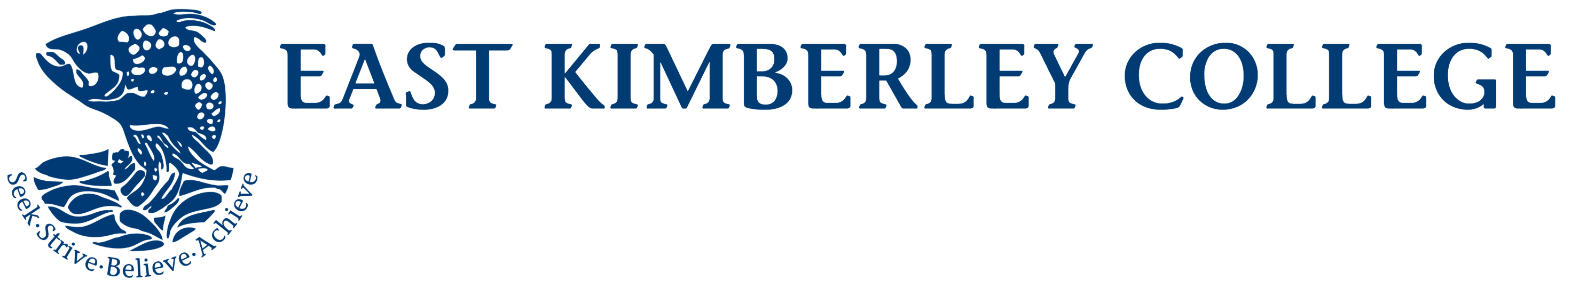 EAST KIMBERLEY COLLEGE
Seek·Strive·Believe·Achieve